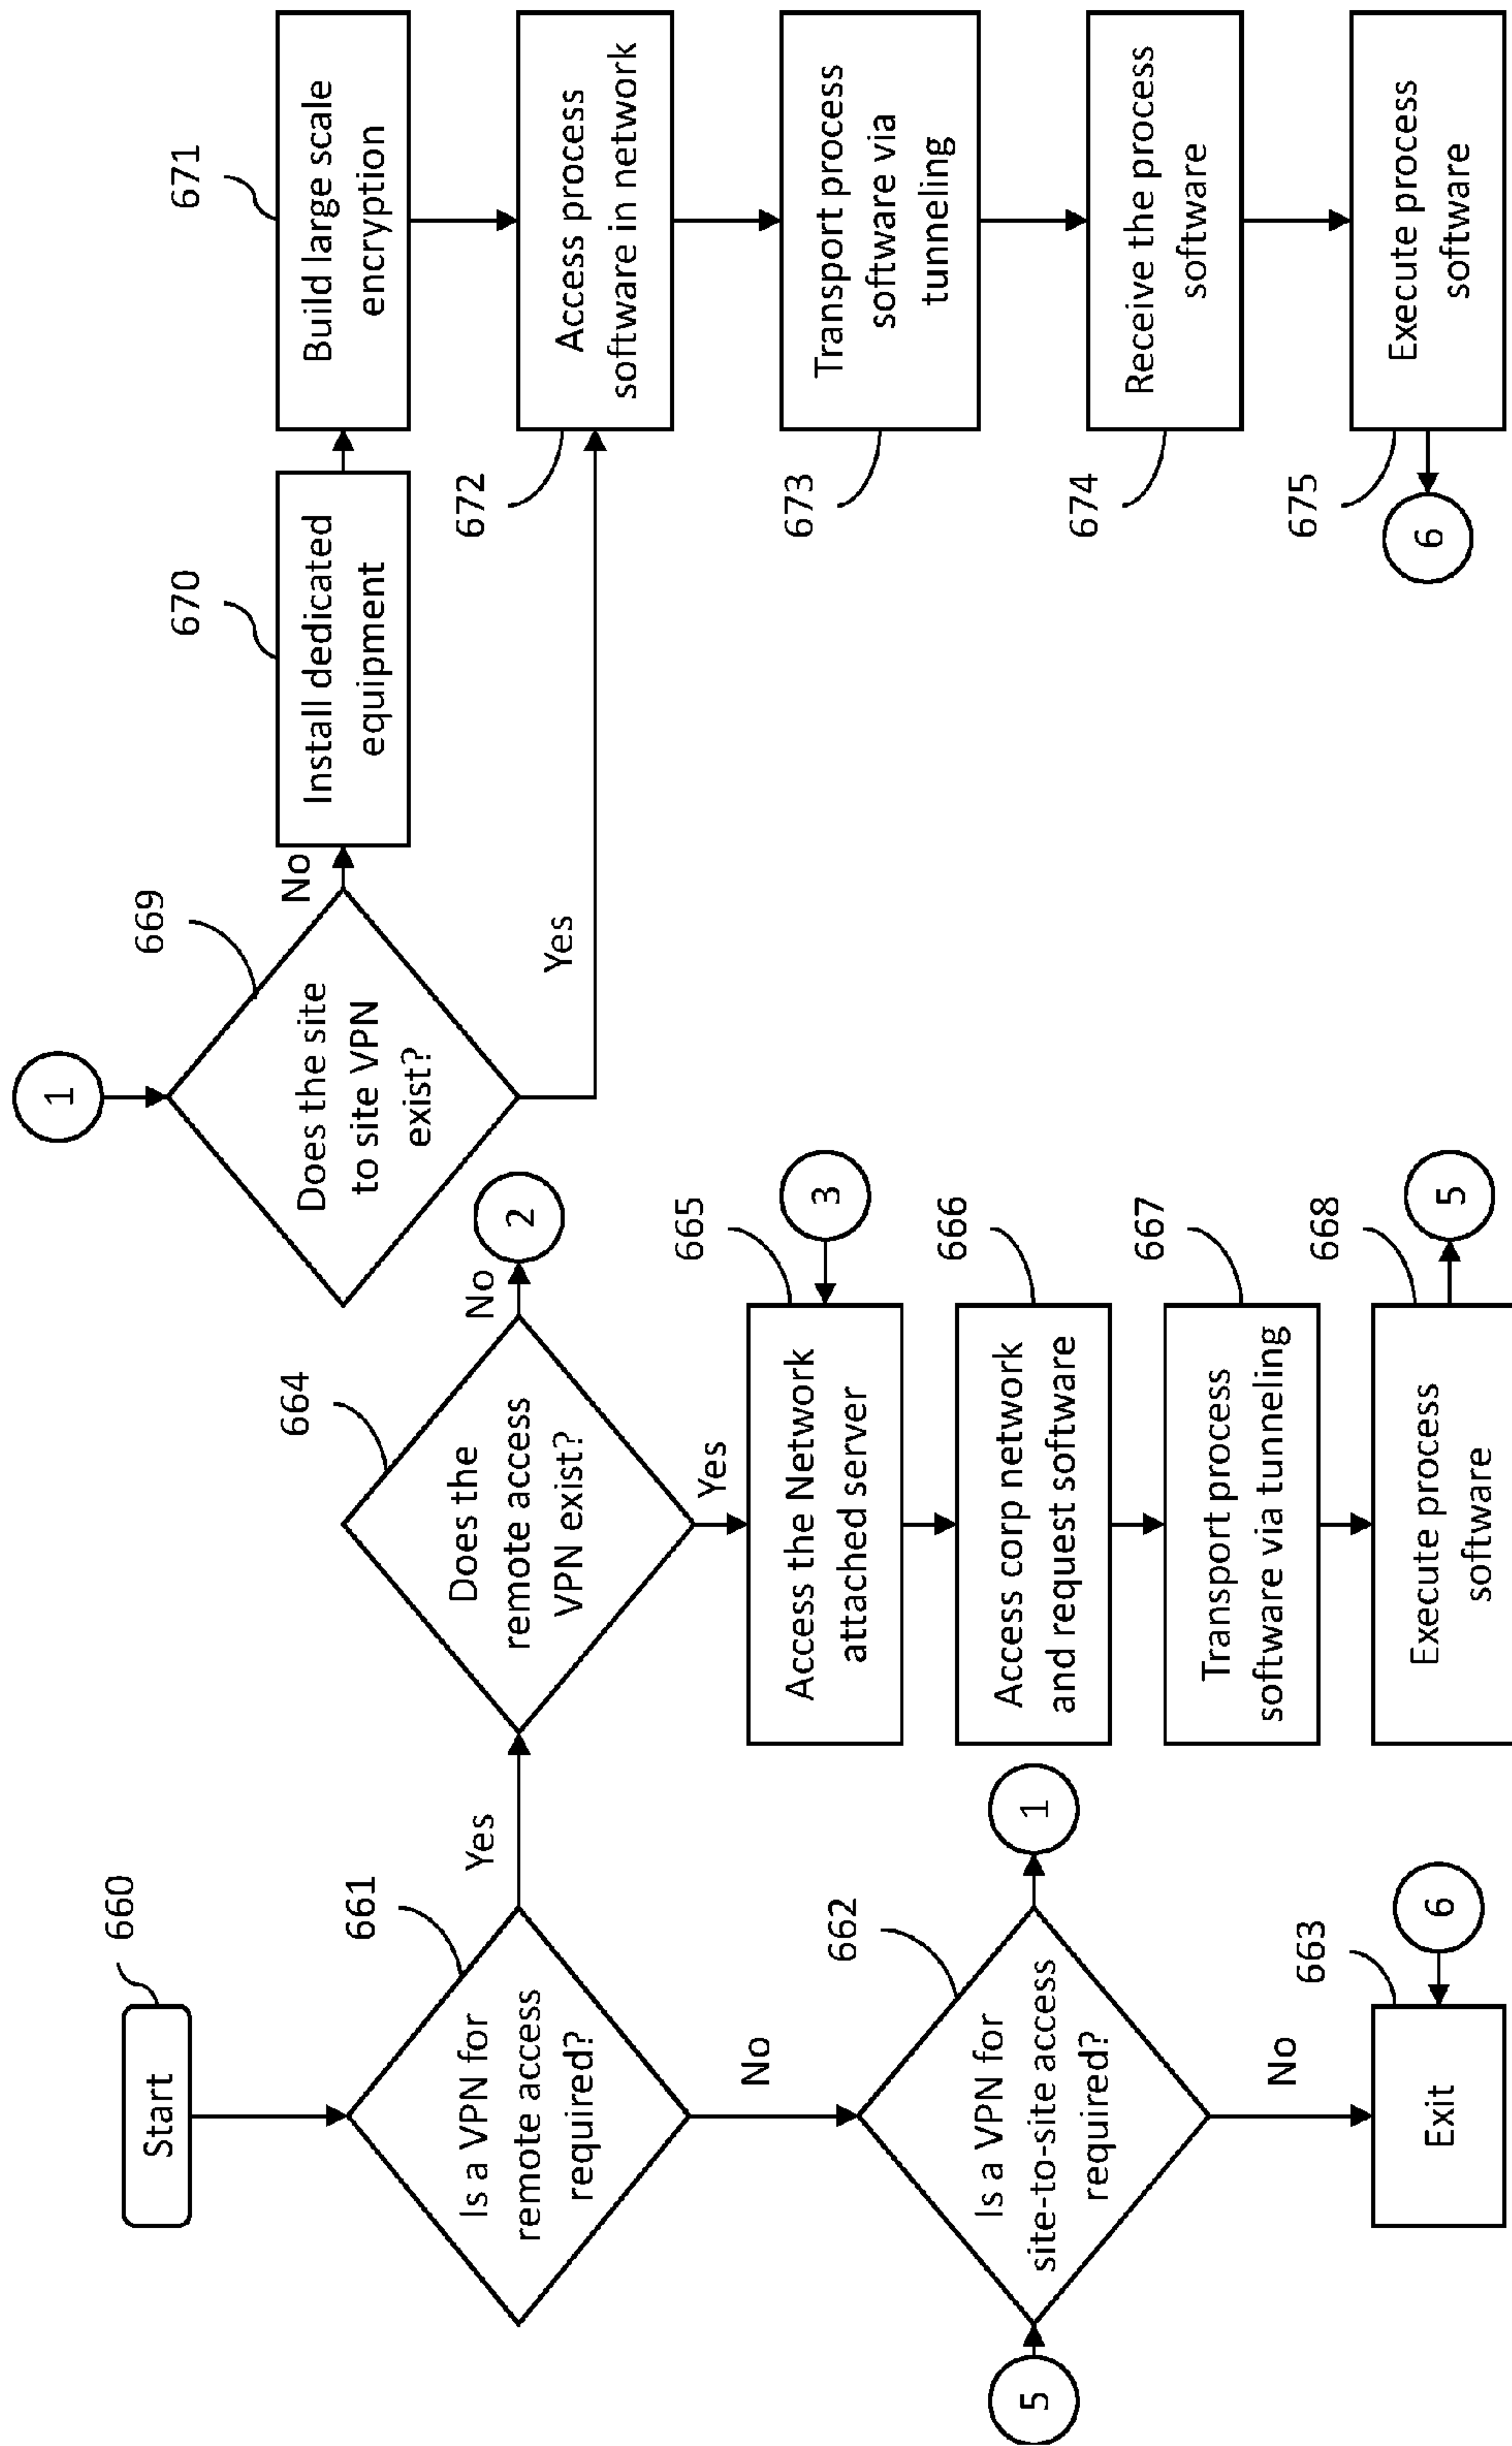 660
Start
661
Is a VPN for
remote access
required?
Yes
No
5
662
Is a VPN for
site-to-site access
required?
1
No
663
Exit
6
664
Does the
remote access
VPN exist?
No
2
Yes
665
Access the Network
attached server
3
666
Access corp network
and request software
667
Transport process
software via tunneling
668
Execute process
software
5
1
669
Does the site
to site VPN
exist?
No
Yes
670
Install dedicated
equipment
671
Build large scale
encryption
672
Access process
software in network
673
Transport process
software via
tunneling
674
Receive the process
software
675
Execute process
software
6